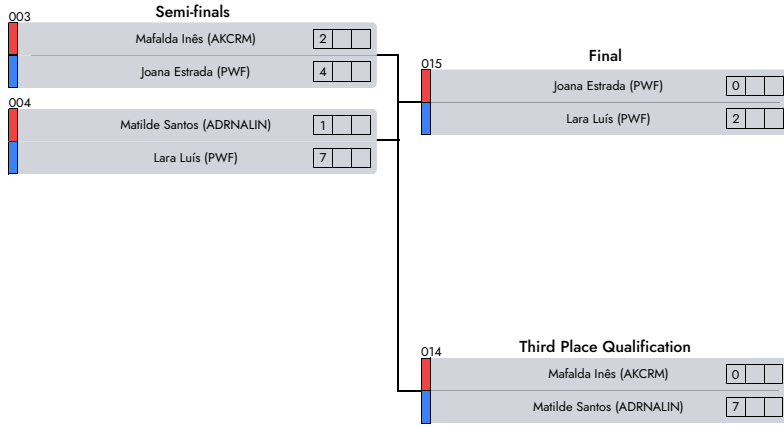 Semi-finals
003
Mafalda Inês (AKCRM) 2
Joana Estrada (PWF) 4
004
Matilde Santos (ADRNALIN) 1
Lara Luís (PWF) 7
Final
015
Joana Estrada (PWF) 0
Lara Luís (PWF) 2
Third Place Qualification
014
Mafalda Inês (AKCRM) 0
Matilde Santos (ADRNALIN) 7